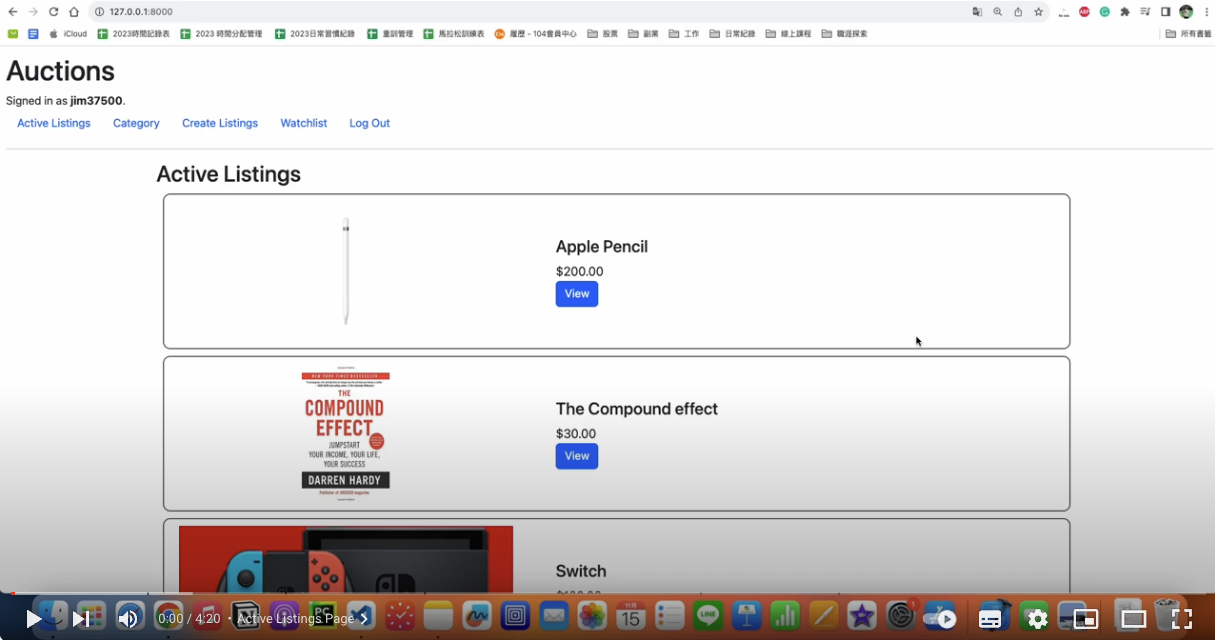 127.0.0.1:8000
iCloud 2023時間記錄表 2023 時間分配管理 2023日常習慣紀錄 重訓管理 馬拉松訓練表 履歷 - 104會員中心 股票 副業 工作 日常紀錄 線上課程 職涯探索 所有書籤
Auctions
Signed in as jim37500.
Active Listings Category Create Listings Watchlist Log Out
Active Listings
Apple Pencil
$200.00
View
NEW YORK TIMES BESTSELLER
THE
COMPOUND
EFFECT
JUMPSTART
YOUR INCOME, YOUR LIFE,
YOUR SUCCESS
DARREN HARDY
Publisher of SUCCESS magazine
The Compound effect
$30.00
View
Switch
0:00 / 4:20 • Active Listings Page
PC
15
LINE